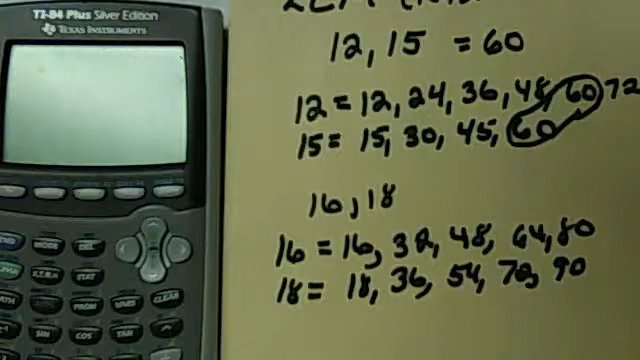 TI-84 Plus Silver Edition
TEXAS INSTRUMENTS
LCM
12, 15 = 60
12 = 12, 24, 36, 48, 60 72
15 = 15, 30, 45, 60
16, 18
16 = 16, 32, 48, 64, 80
18 = 18, 36, 54, 72, 90
MODE DEL
X,T,θ,n STAT
MATH PRGM VARS CLEAR
SIN COS TAN ^